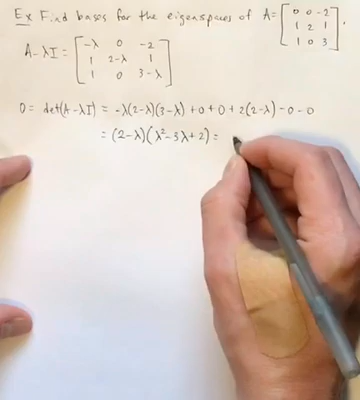 Ex Find bases for the eigenspaces of A = [0 0 -2; 1 2 1; 1 0 3].
A-λI = [-λ 0 -2; 1 2-λ 1; 1 0 3-λ]
0 = det(A-λI) = -λ(2-λ)(3-λ)+0+0+2(2-λ)-0-0
= (2-λ)(λ²-3λ+2) =